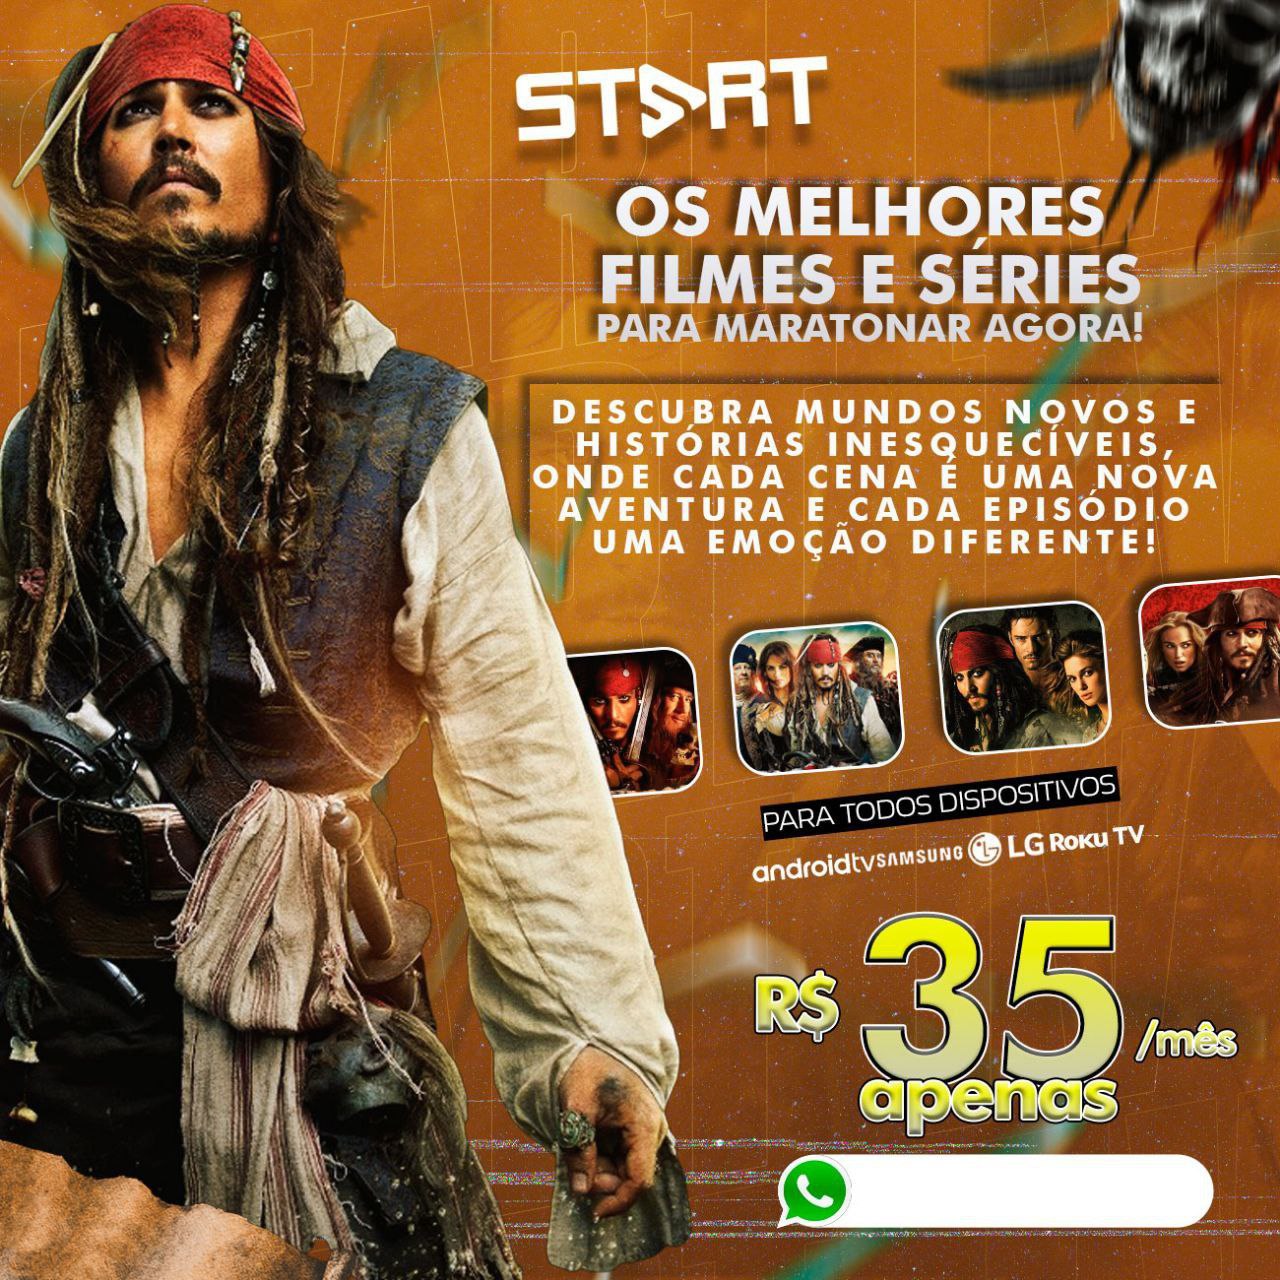 START
OS MELHORES
FILMES E SÉRIES
PARA MARATONAR AGORA!
DESCUBRA MUNDOS NOVOS E
HISTÓRIAS INESQUECÍVEIS,
ONDE CADA CENA É UMA NOVA
AVENTURA E CADA EPISÓDIO
UMA EMOÇÃO DIFERENTE!
PARA TODOS DISPOSITIVOS
androidtv SAMSUNG LG ROKU TV
R$ 35 /mês
apenas